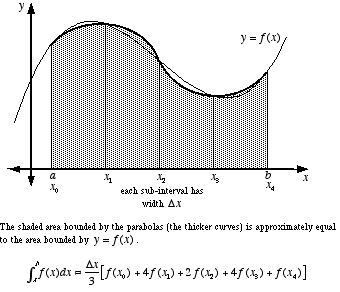 y
y = f(x)
a x₁ x₂ x₃ b x
x₀ x₄
each sub-interval has
width Δx
The shaded area bounded by the parabolas (the thicker curves) is approximately equal
to the area bounded by y = f(x) .
∫ f(x)dx = Δx/3 [ f(x₀) + 4f(x₁) + 2f(x₂) + 4f(x₃) + f(x₄) ]